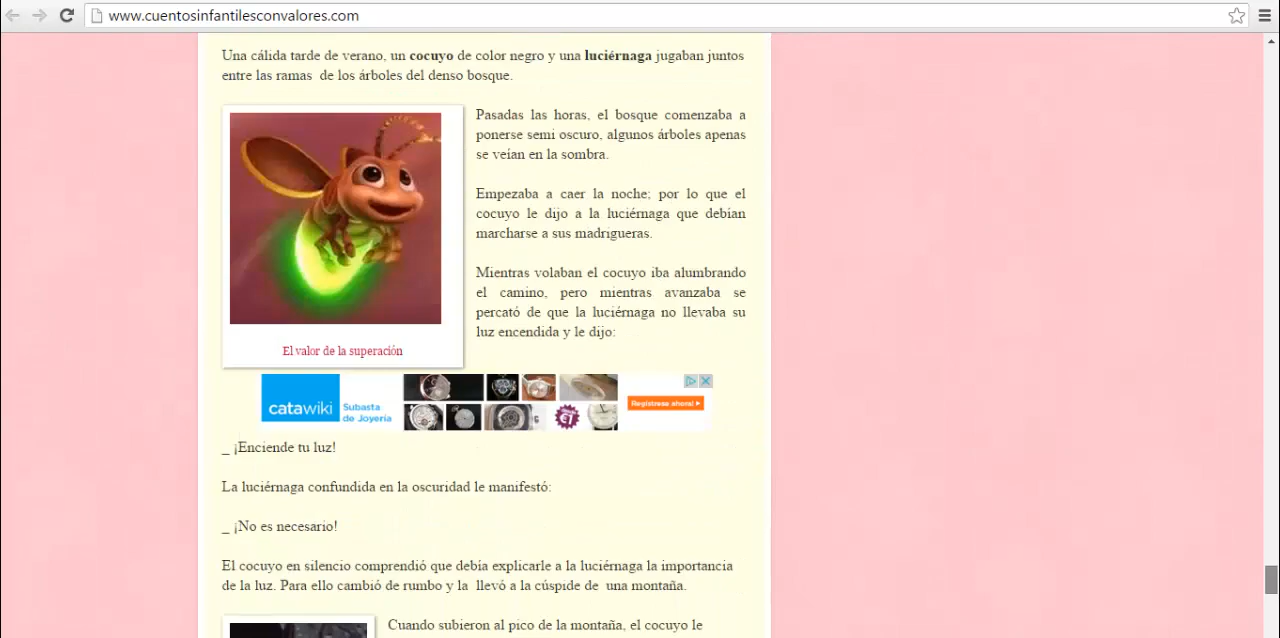 www.cuentosinfantilesconvalores.com
Una cálida tarde de verano, un cocuyo de color negro y una luciérnaga jugaban juntos
entre las ramas de los árboles del denso bosque.
Pasadas las horas, el bosque comenzaba a
ponerse semi oscuro, algunos árboles apenas
se veían en la sombra.
Empezaba a caer la noche; por lo que el
cocuyo le dijo a la luciérnaga que debían
marcharse a sus madrigueras.
Mientras volaban el cocuyo iba alumbrando
el camino, pero mientras avanzaba se
percató de que la luciérnaga no llevaba su
luz encendida y le dijo:
El valor de la superación
catawiki
Subasta
de Joyería
€1
Regístrese ahora!
_ ¡Enciende tu luz!
La luciérnaga confundida en la oscuridad le manifestó:
_ ¡No es necesario!
El cocuyo en silencio comprendió que debía explicarle a la luciérnaga la importancia
de la luz. Para ello cambió de rumbo y la llevó a la cúspide de una montaña.
Cuando subieron al pico de la montaña, el cocuyo le